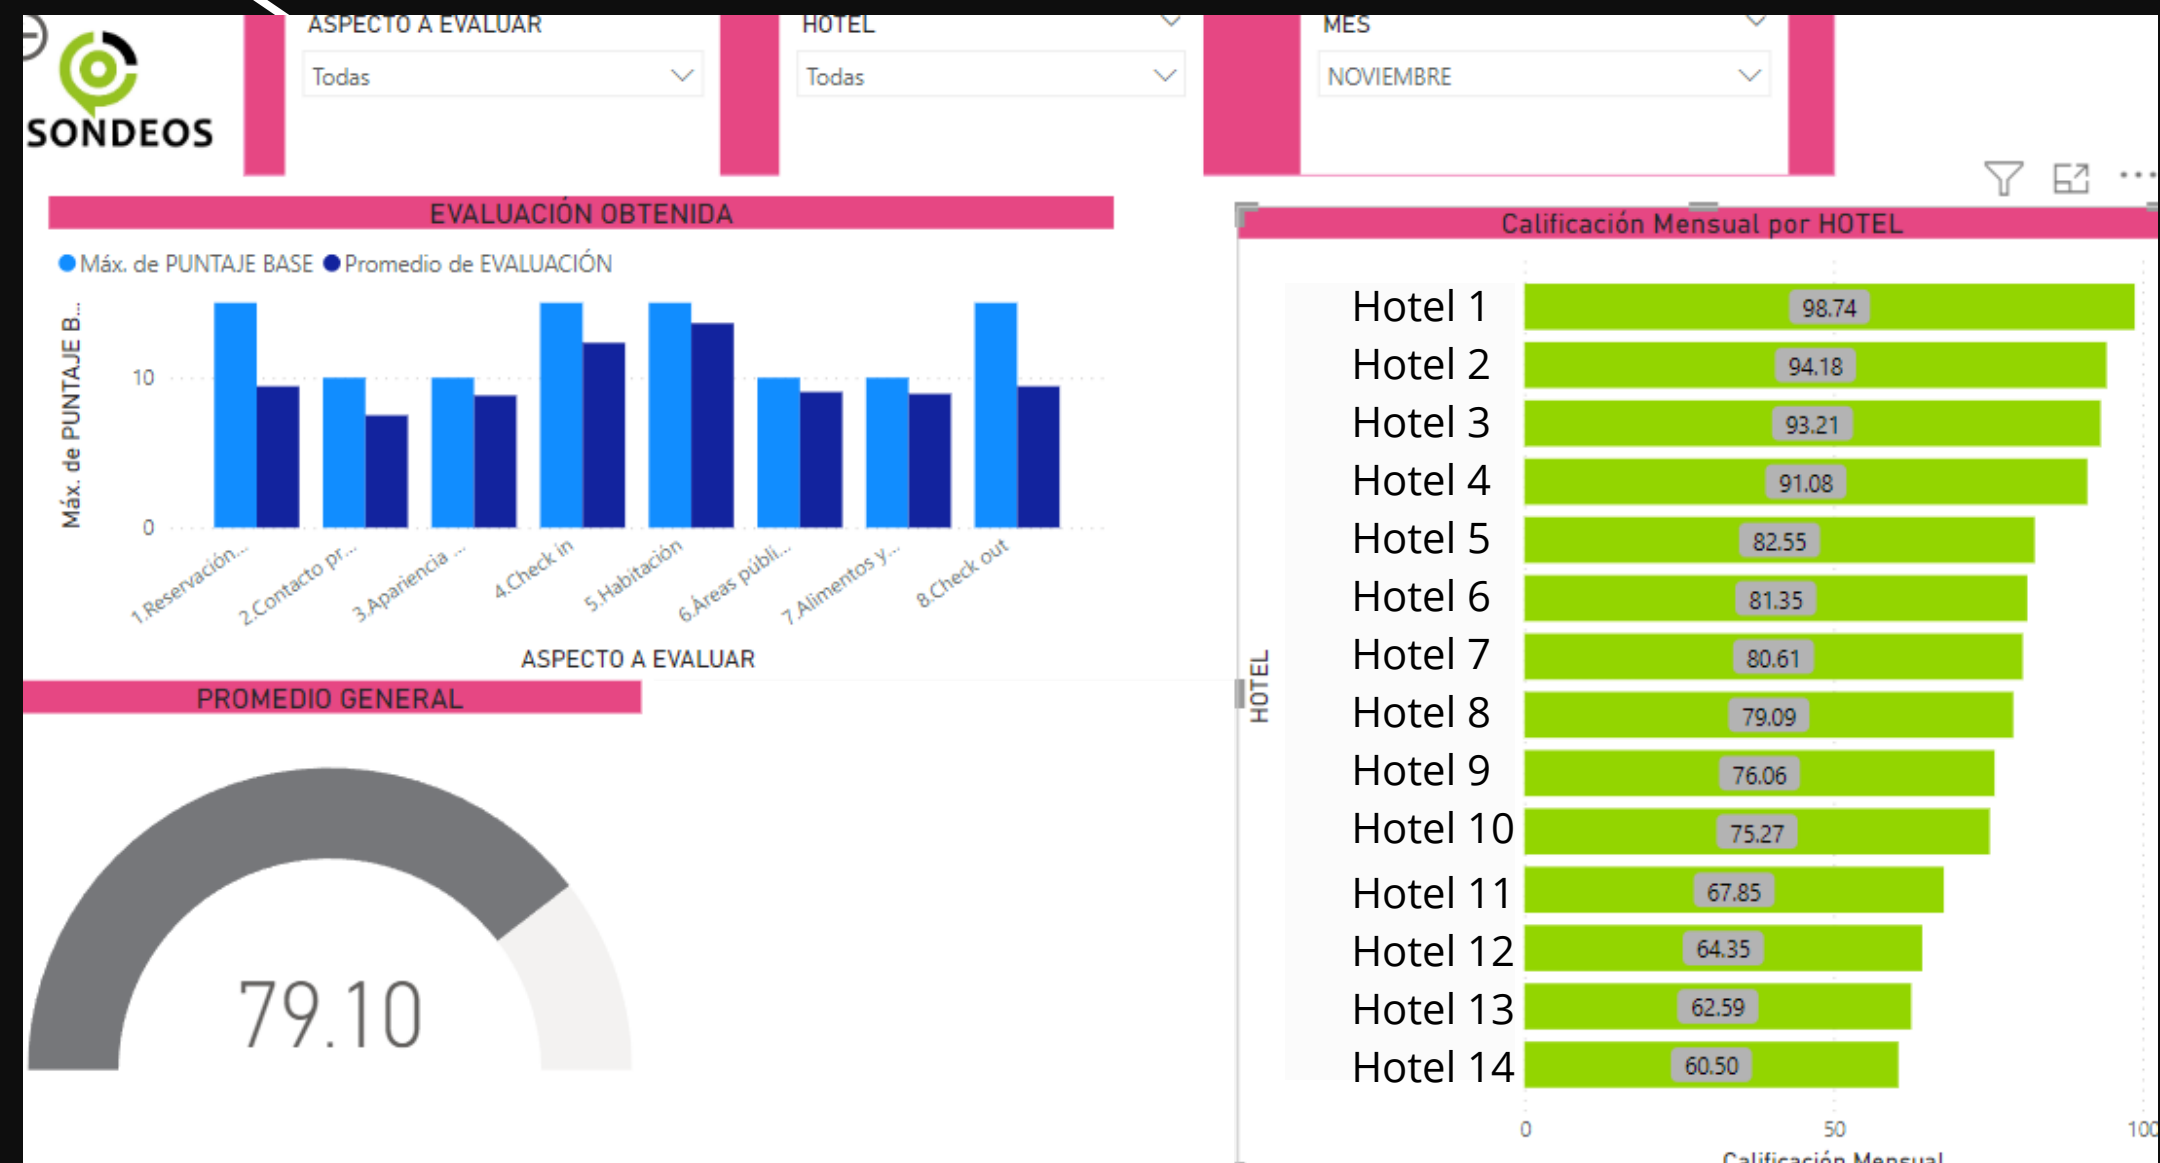 ASPECTO A EVALUAR
Todas
HOTEL
Todas
MES
NOVIEMBRE
SONDEOS
EVALUACIÓN OBTENIDA
Máx. de PUNTAJE BASE Promedio de EVALUACIÓN
Máx. de PUNTAJE B...
10
0
1.Reservación...
2.Contacto pr...
3.Apariencia ...
4.Check in
5.Habitación
6.Áreas públi...
7.Alimentos y...
8.Check out
ASPECTO A EVALUAR
PROMEDIO GENERAL
79.10
Calificación Mensual por HOTEL
HOTEL
Hotel 1 98.74
Hotel 2 94.18
Hotel 3 93.21
Hotel 4 91.08
Hotel 5 82.55
Hotel 6 81.35
Hotel 7 80.61
Hotel 8 79.09
Hotel 9 76.06
Hotel 10 75.27
Hotel 11 67.85
Hotel 12 64.35
Hotel 13 62.59
Hotel 14 60.50
0 50 100
Calificación Mensual